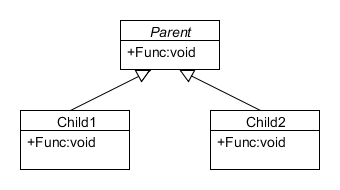 Parent
+Func:void
Child1
Child2
+Func:void
+Func:void